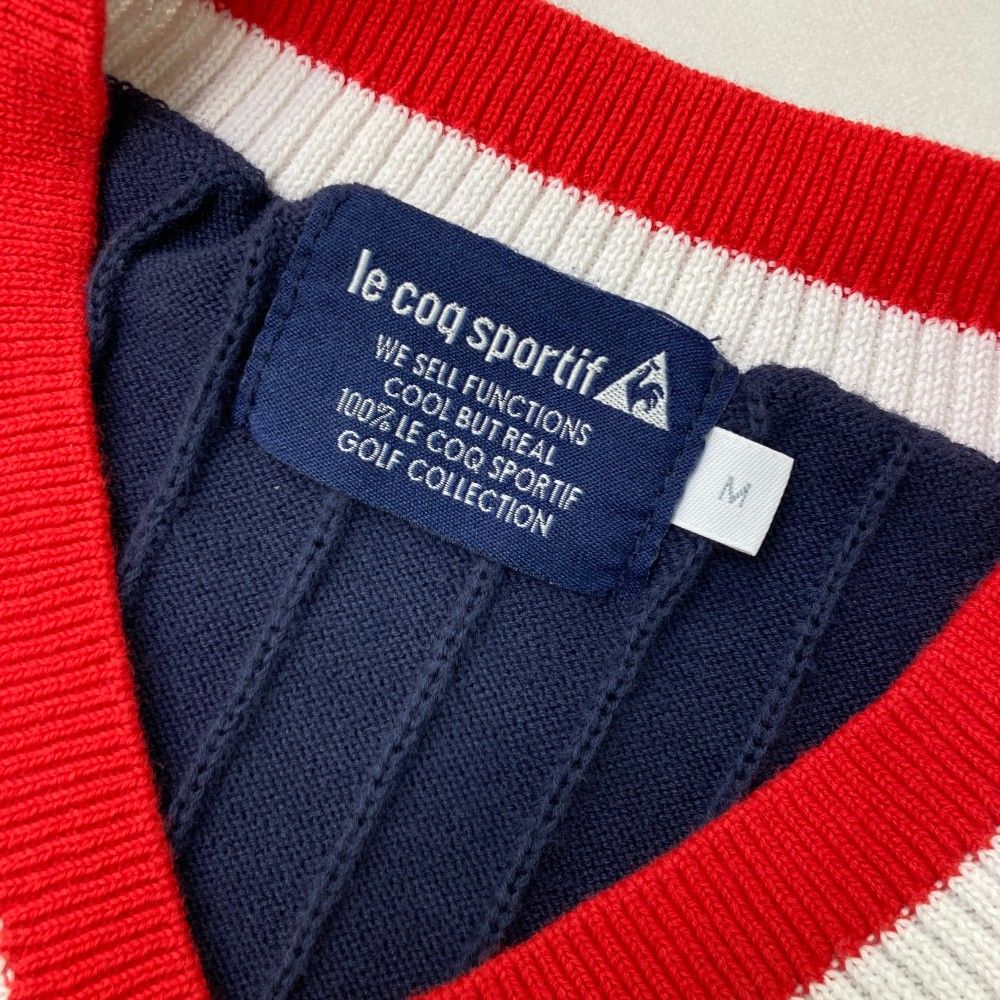 le coq sportif
WE SELL FUNCTIONS
COOL BUT REAL
100% LE COQ SPORTIF
GOLF COLLECTION
M